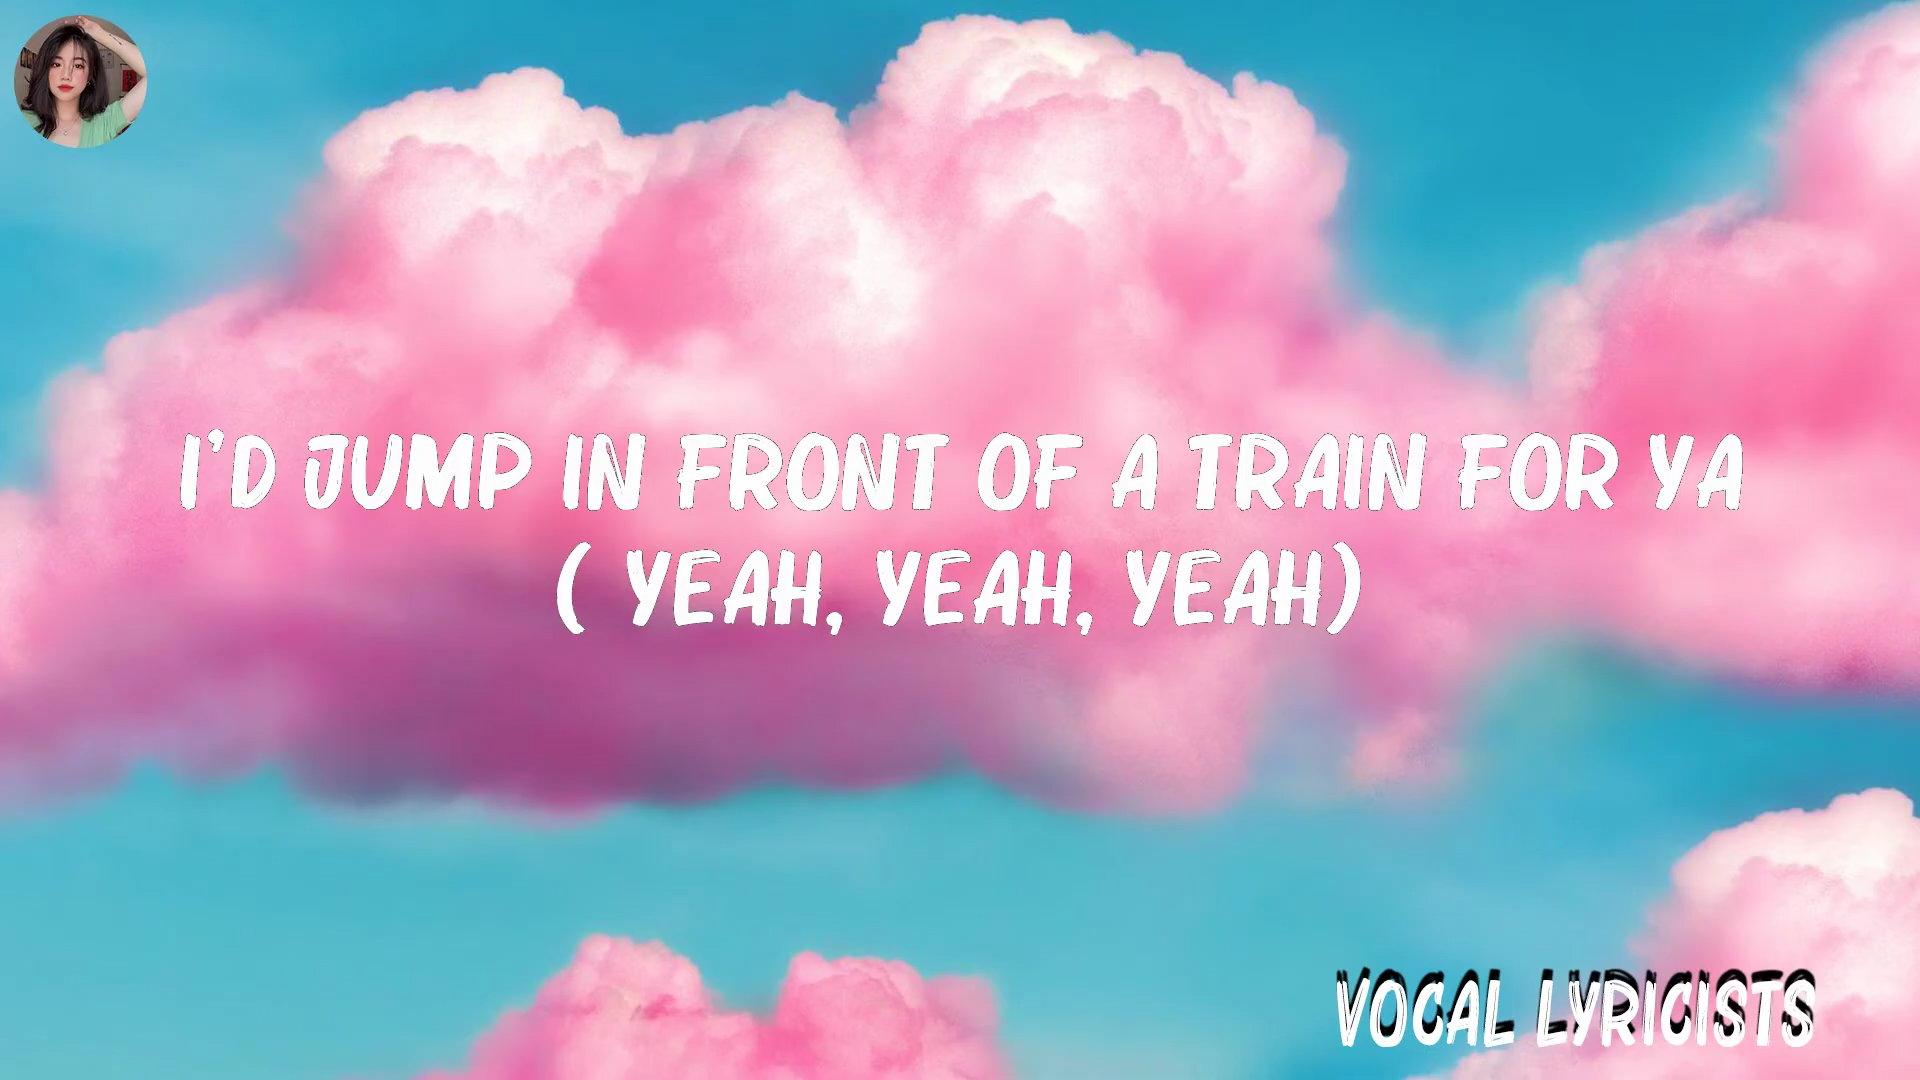 I'D JUMP IN FRONT OF A TRAIN FOR YA
( YEAH, YEAH, YEAH)
VOCAL LYRICISTS